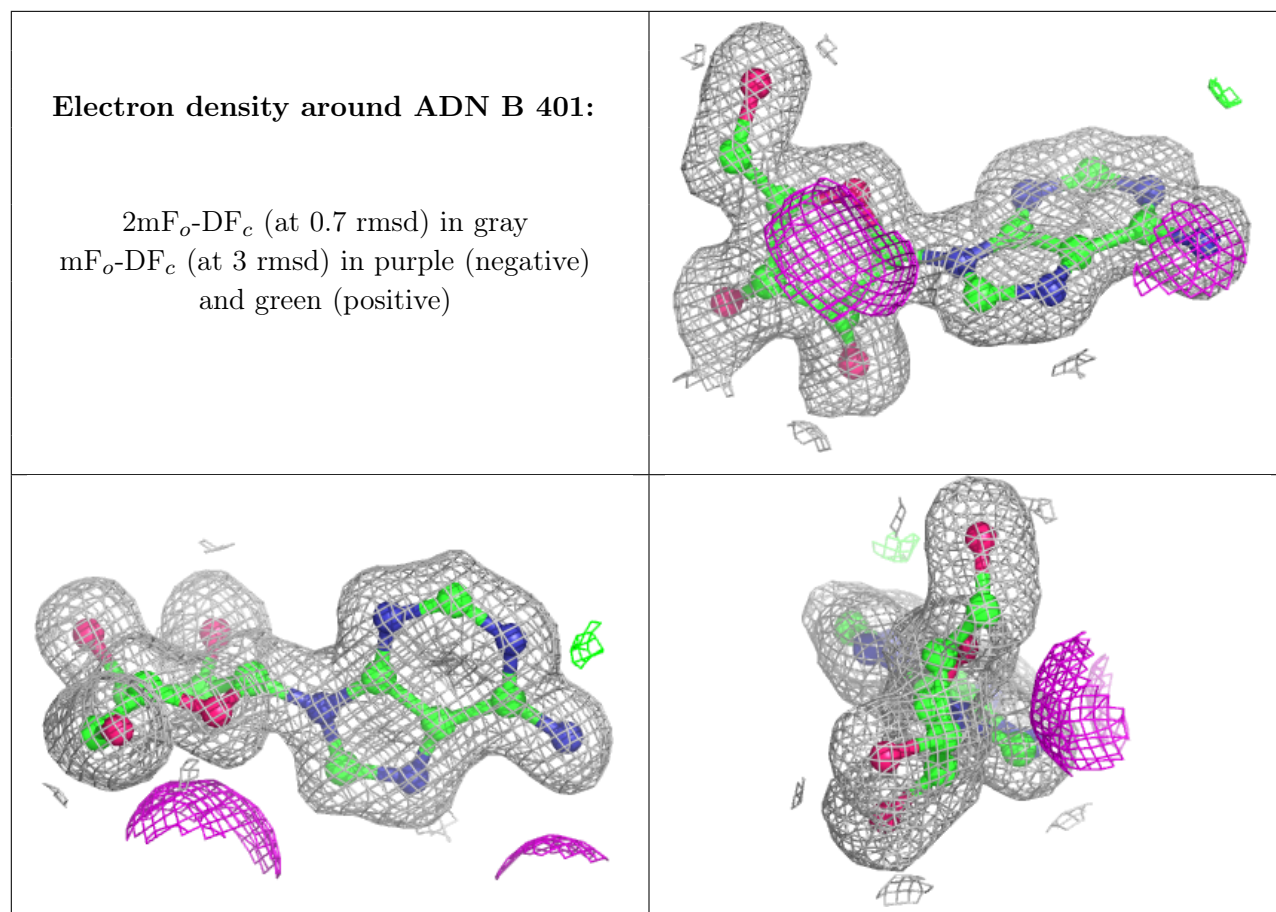 Electron density around ADN B 401:
2mFo-DFc (at 0.7 rmsd) in gray
mFo-DFc (at 3 rmsd) in purple (negative)
and green (positive)